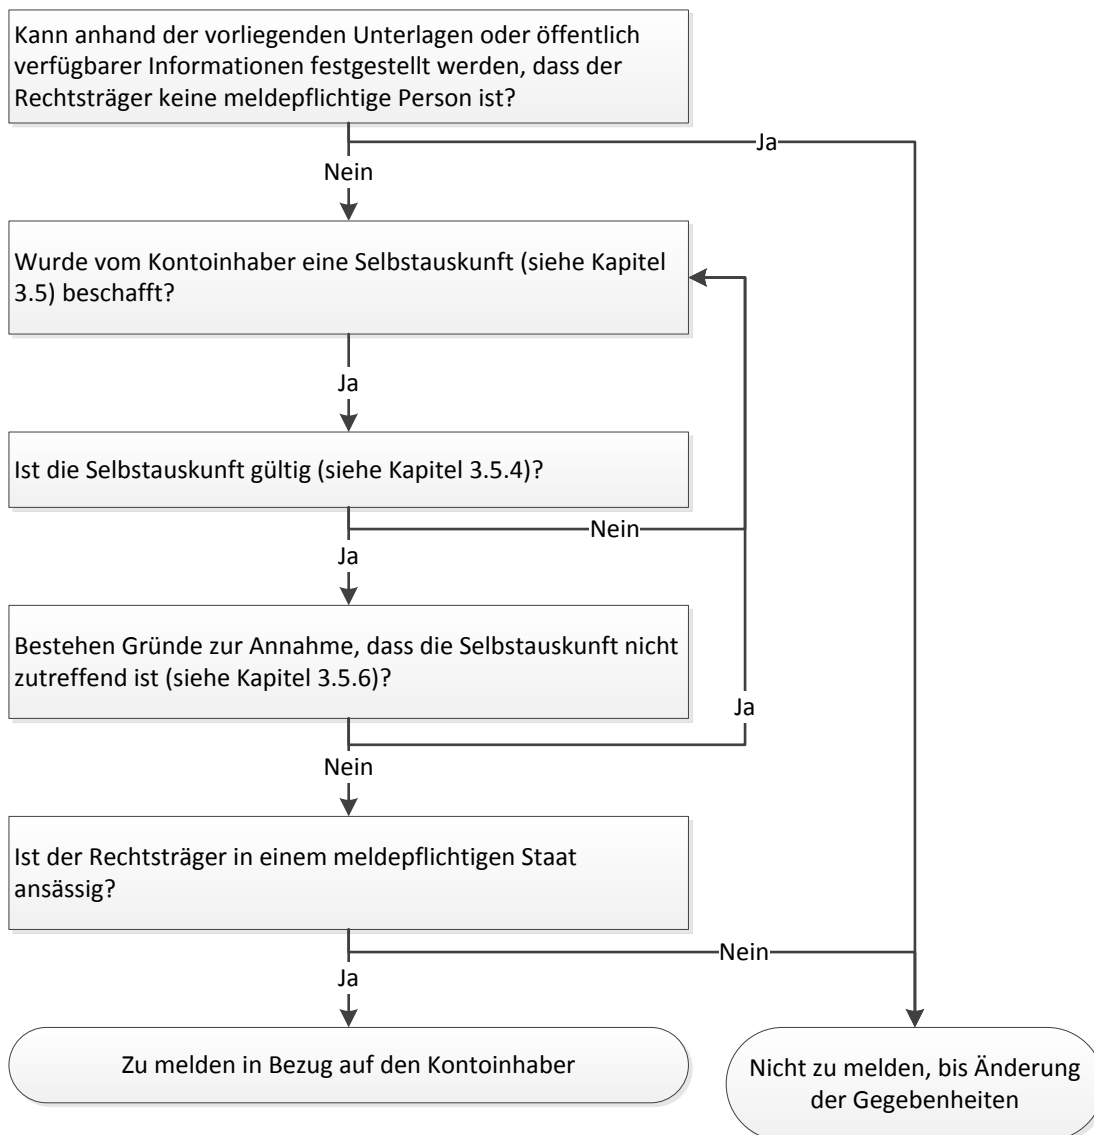 Kann anhand der vorliegenden Unterlagen oder öffentlich
verfügbarer Informationen festgestellt werden, dass der
Rechtsträger keine meldepflichtige Person ist?
Ja
Nein
Wurde vom Kontoinhaber eine Selbstauskunft (siehe Kapitel
3.5) beschafft?
Ja
Ist die Selbstauskunft gültig (siehe Kapitel 3.5.4)?
Nein
Ja
Bestehen Gründe zur Annahme, dass die Selbstauskunft nicht
zutreffend ist (siehe Kapitel 3.5.6)?
Ja
Nein
Ist der Rechtsträger in einem meldepflichtigen Staat
ansässig?
Nein
Ja
Zu melden in Bezug auf den Kontoinhaber
Nicht zu melden, bis Änderung
der Gegebenheiten